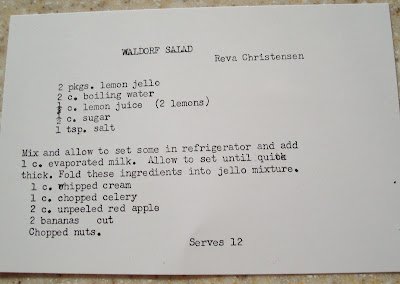 WALDORF SALAD
Reva Christensen
2 pkgs. lemon jello
2 c. boiling water
c. lemon juice (2 lemons)
½ c. sugar
1 tsp. salt
Mix and allow to set some in refrigerator and add
1 c. evaporated milk. Allow to set until quite
thick. Fold these ingredients into jello mixture.
1 c. whipped cream
1 c. chopped celery
2 c. unpeeled red apple
2 bananas cut
Chopped nuts.
Serves 12